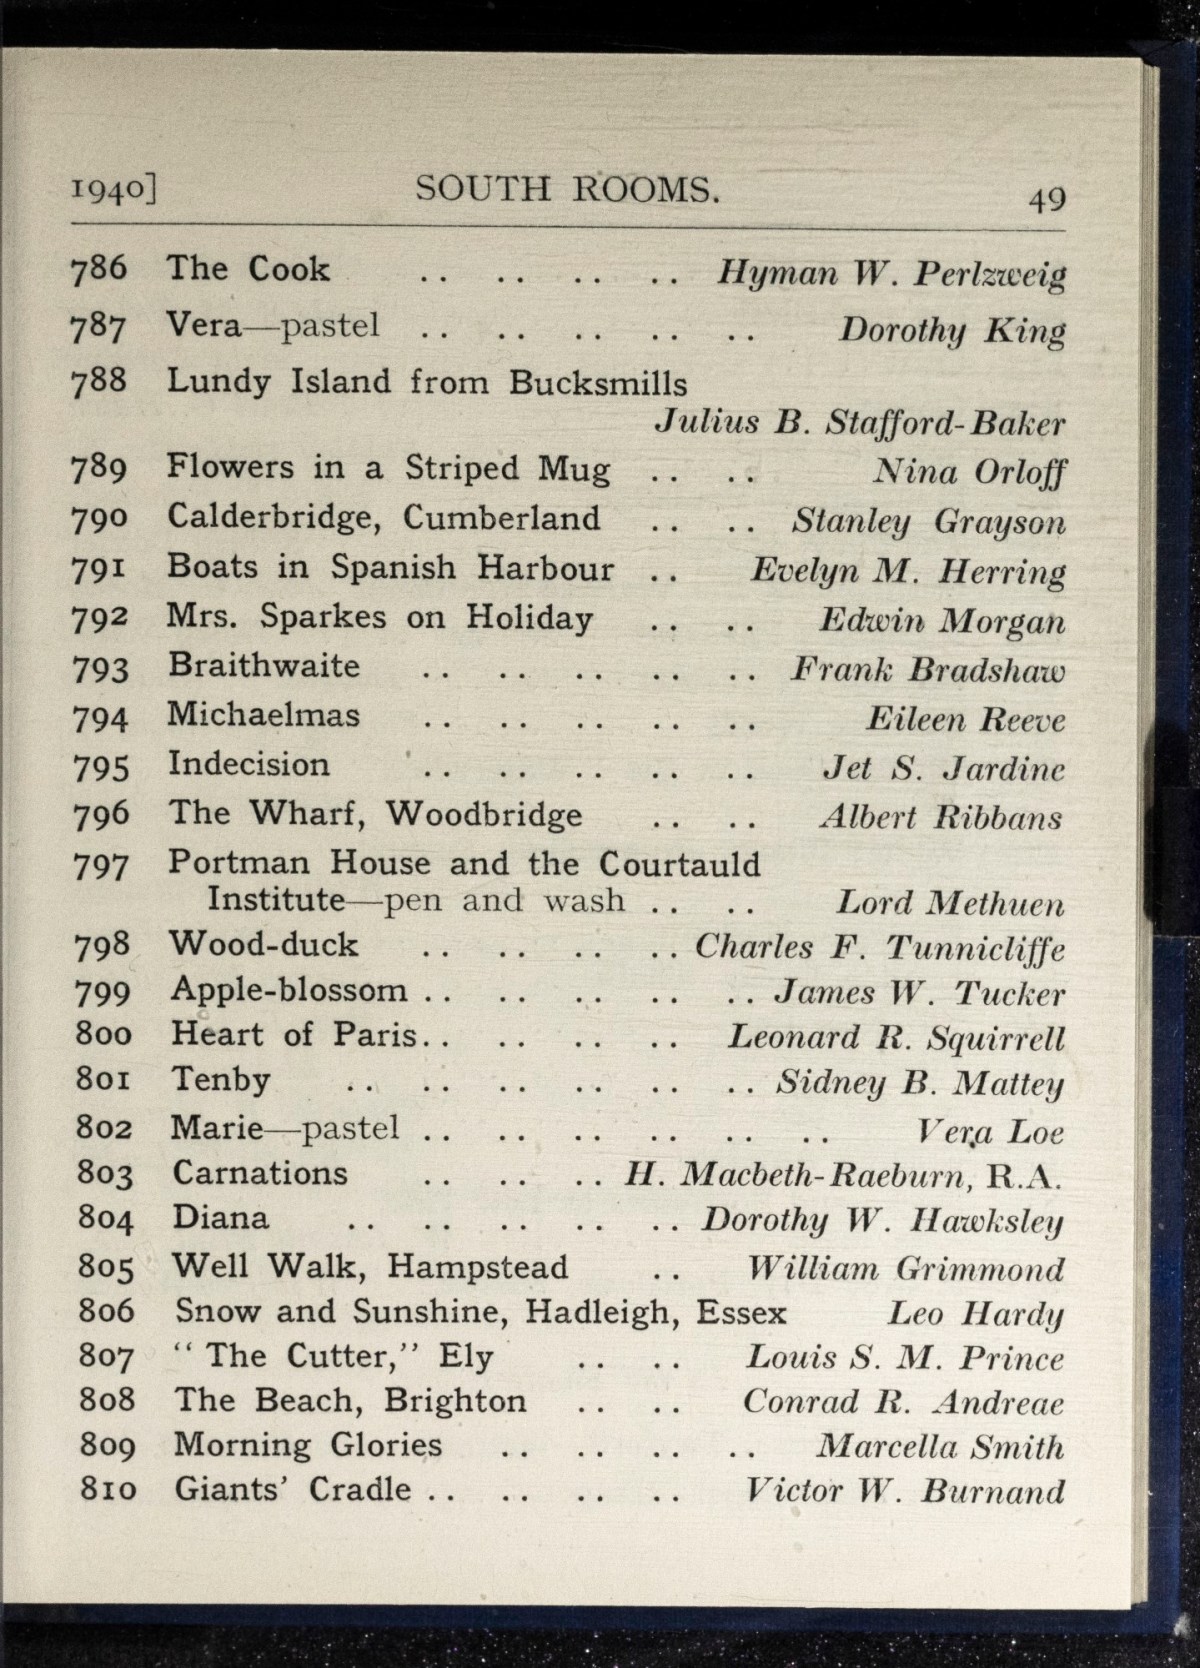 1940] SOUTH ROOMS. 49
786 The Cook .. .. .. .. Hyman W. Perlzweig
787 Vera—pastel .. .. .. .. .. Dorothy King
788 Lundy Island from Bucksmills
Julius B. Stafford-Baker
789 Flowers in a Striped Mug .. .. Nina Orloff
790 Calderbridge, Cumberland .. .. Stanley Grayson
791 Boats in Spanish Harbour .. Evelyn M. Herring
792 Mrs. Sparkes on Holiday .. .. Edwin Morgan
793 Braithwaite .. .. .. .. .. Frank Bradshaw
794 Michaelmas .. .. .. .. .. Eileen Reeve
795 Indecision .. .. .. .. .. Jet S. Jardine
796 The Wharf, Woodbridge .. .. Albert Ribbans
797 Portman House and the Courtauld
Institute—pen and wash .. .. Lord Methuen
798 Wood-duck .. .. .. .. Charles F. Tunnicliffe
799 Apple-blossom .. .. .. .. .. James W. Tucker
800 Heart of Paris .. .. .. .. Leonard R. Squirrell
801 Tenby .. .. .. .. .. .. Sidney B. Mattey
802 Marie—pastel .. .. .. .. .. .. Vera Loe
803 Carnations .. .. .. H. Macbeth-Raeburn, R.A.
804 Diana .. .. .. .. .. Dorothy W. Hawksley
805 Well Walk, Hampstead .. William Grimmond
806 Snow and Sunshine, Hadleigh, Essex Leo Hardy
807 “ The Cutter,” Ely .. .. Louis S. M. Prince
808 The Beach, Brighton .. .. Conrad R. Andreae
809 Morning Glories .. .. .. .. Marcella Smith
810 Giants’ Cradle .. .. .. .. Victor W. Burnand